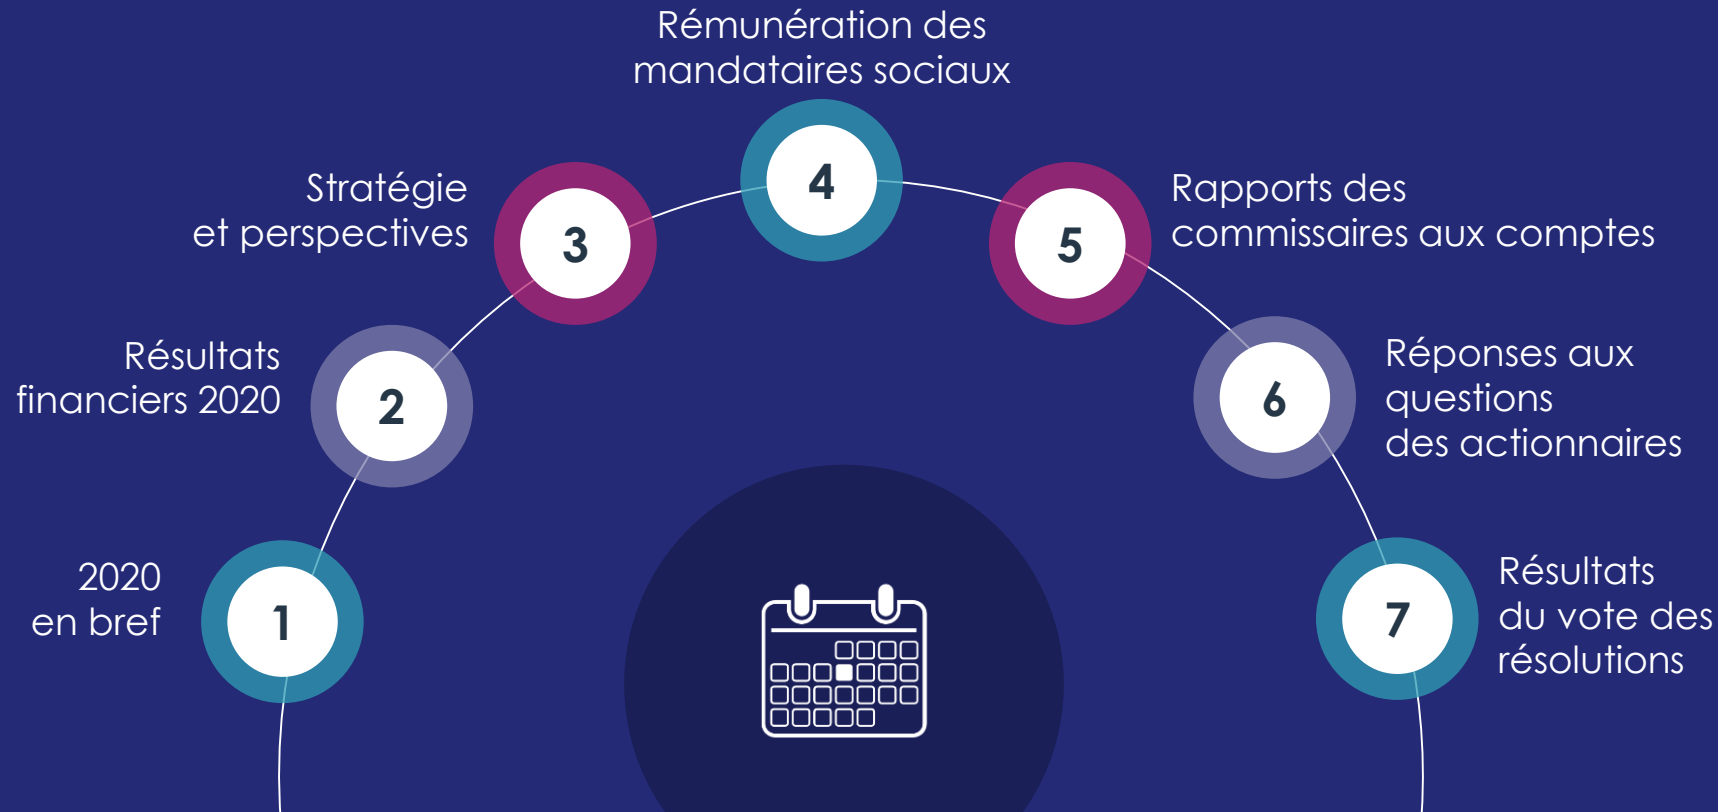 1
2020
en bref
2
Résultats
financiers 2020
3
Stratégie
et perspectives
4
Rémunération des
mandataires sociaux
5
Rapports des
commissaires aux comptes
6
Réponses aux
questions
des actionnaires
7
Résultats
du vote des
résolutions